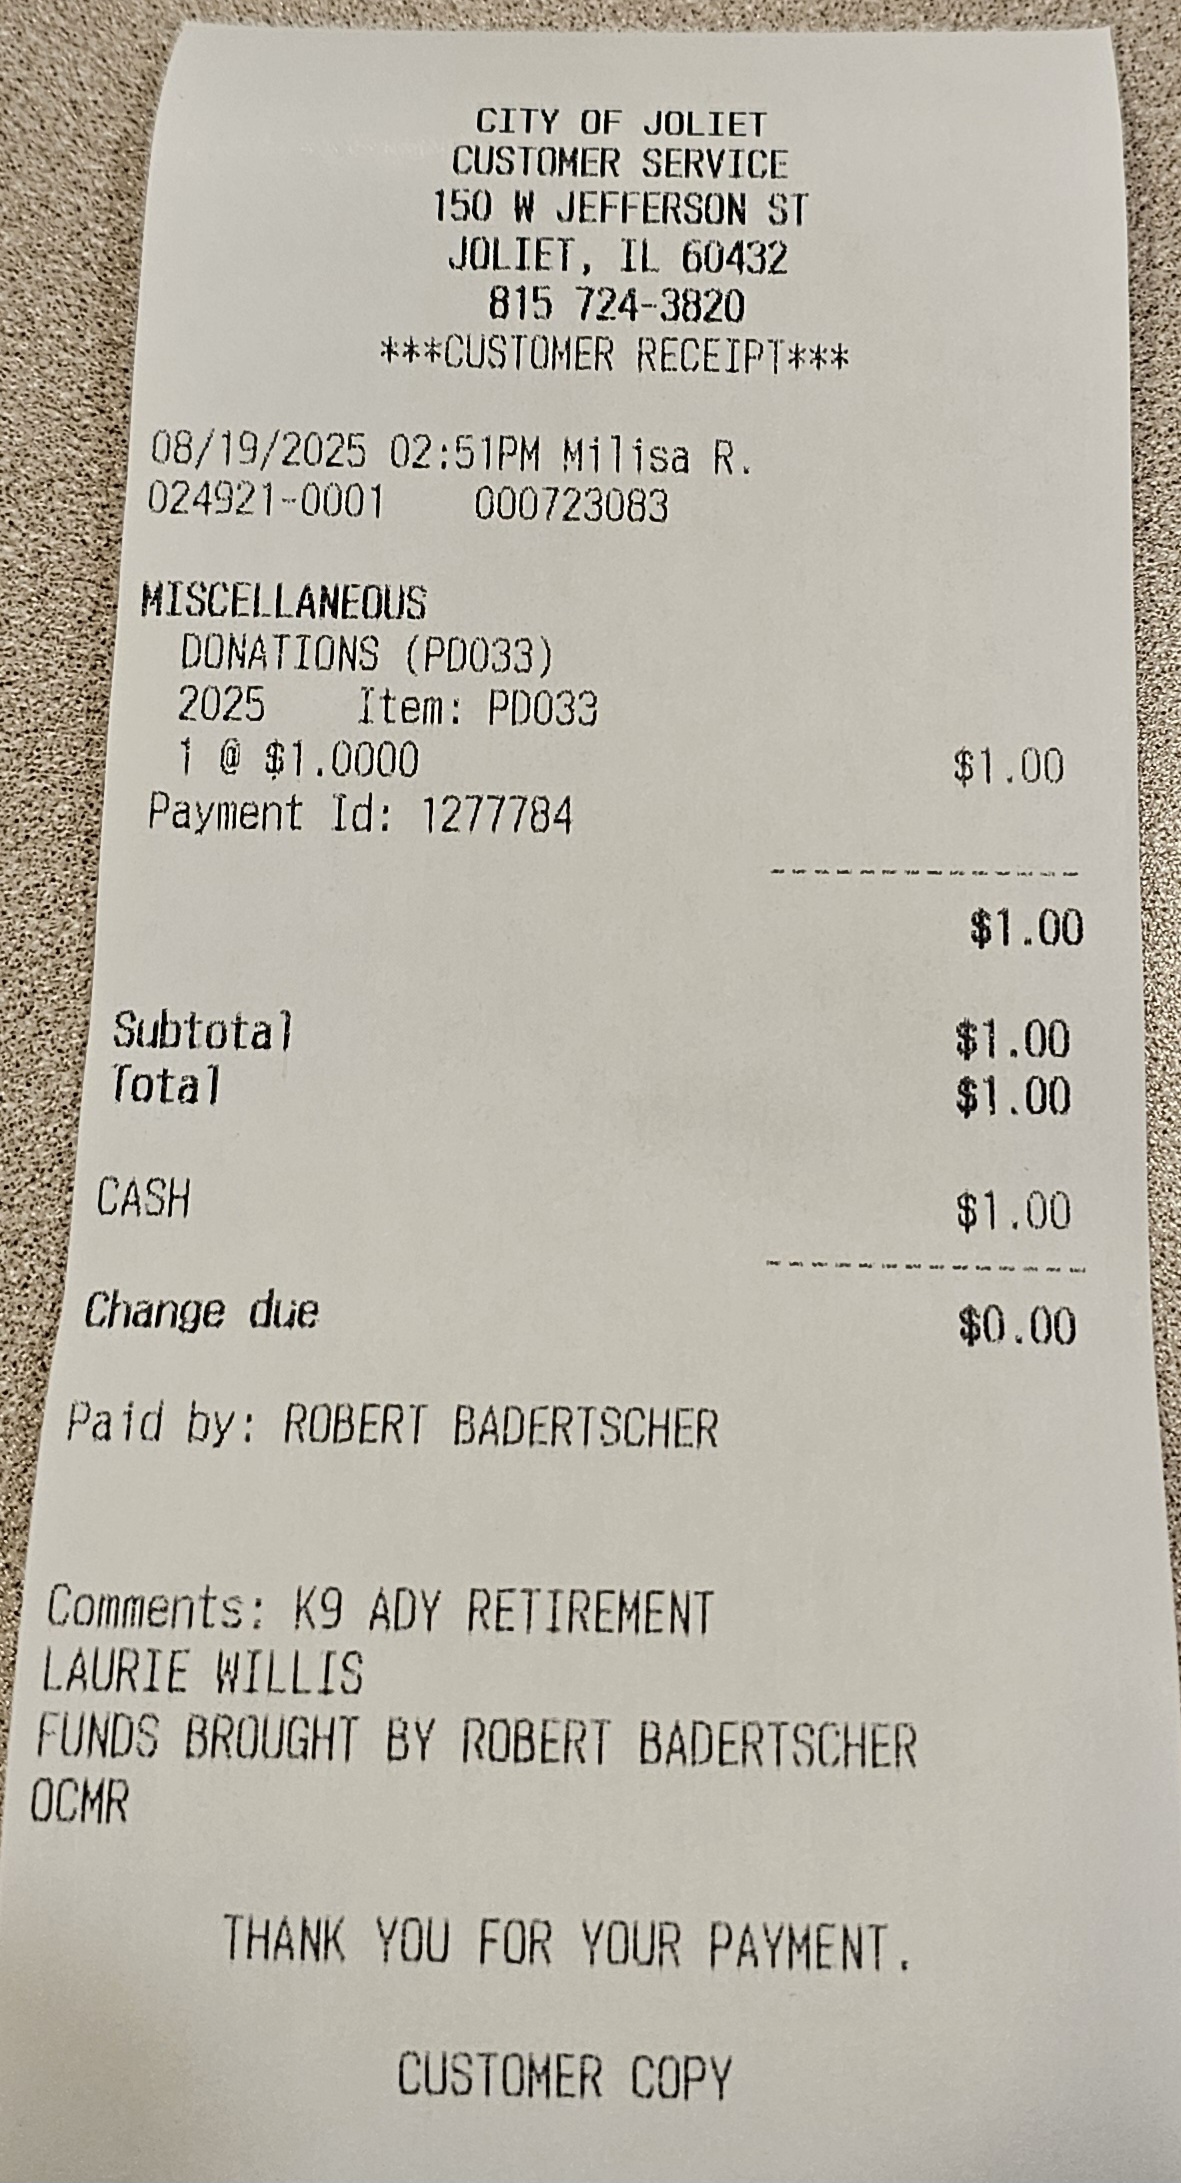 CITY OF JOLIET
CUSTOMER SERVICE
150 W JEFFERSON ST
JOLIET, IL 60432
815 724-3820
***CUSTOMER RECEIPT***
08/19/2025 02:51PM Milisa R.
024921-0001 000723083
MISCELLANEOUS
DONATIONS (PD033)
2025 Item: PD033
1 @ $1.0000 $1.00
Payment Id: 1277784
---------------
$1.00
Subtotal $1.00
Total $1.00
CASH $1.00
---------------
Change due $0.00
Paid by: ROBERT BADERTSCHER
Comments: K9 ADY RETIREMENT
LAURIE WILLIS
FUNDS BROUGHT BY ROBERT BADERTSCHER
OCMR
THANK YOU FOR YOUR PAYMENT.
CUSTOMER COPY